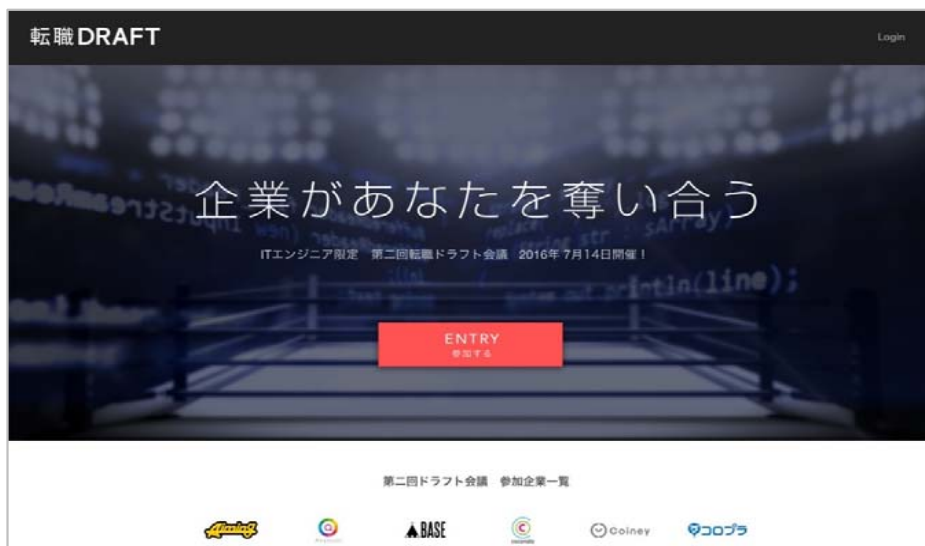 転職DRAFT
Login
企業があなたを奪い合う
ITエンジニア限定　第二回転職ドラフト会議　2016年7月14日開催！
println(line);
ENTRY
参加する
第二回ドラフト会議　参加企業一覧
Aiming
BASE
Coiney
コロプラ